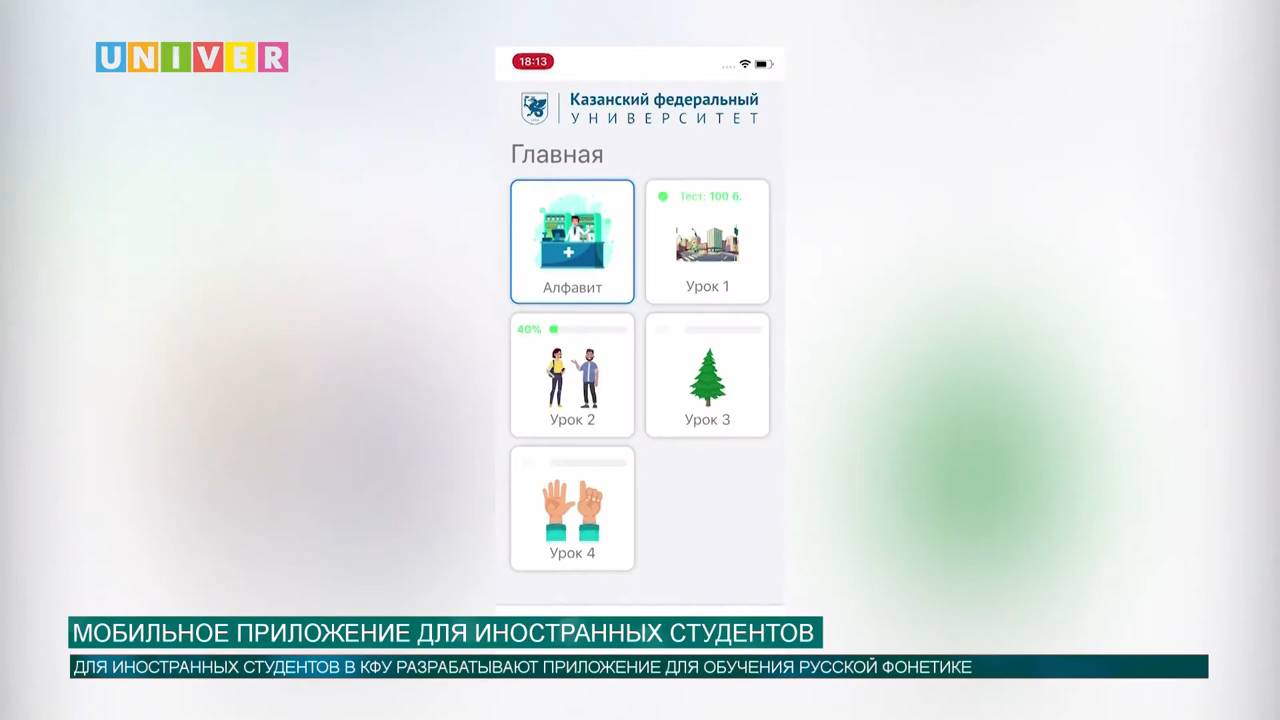 UNIVER
18:13
Казанский федеральный
УНИВЕРСИТЕТ
Главная
Алфавит
Тест: 100 б.
Урок 1
40%
Урок 2
Урок 3
Урок 4
МОБИЛЬНОЕ ПРИЛОЖЕНИЕ ДЛЯ ИНОСТРАННЫХ СТУДЕНТОВ
ДЛЯ ИНОСТРАННЫХ СТУДЕНТОВ В КФУ РАЗРАБАТЫВАЮТ ПРИЛОЖЕНИЕ ДЛЯ ОБУЧЕНИЯ РУССКОЙ ФОНЕТИКЕ